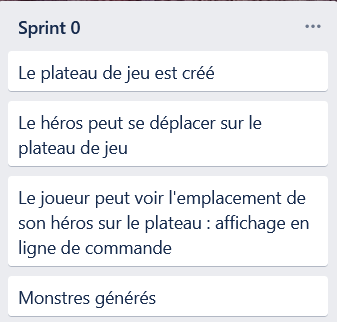 Sprint 0
Le plateau de jeu est créé
Le héros peut se déplacer sur le
plateau de jeu
Le joueur peut voir l'emplacement de
son héros sur le plateau : affichage en
ligne de commande
Monstres générés